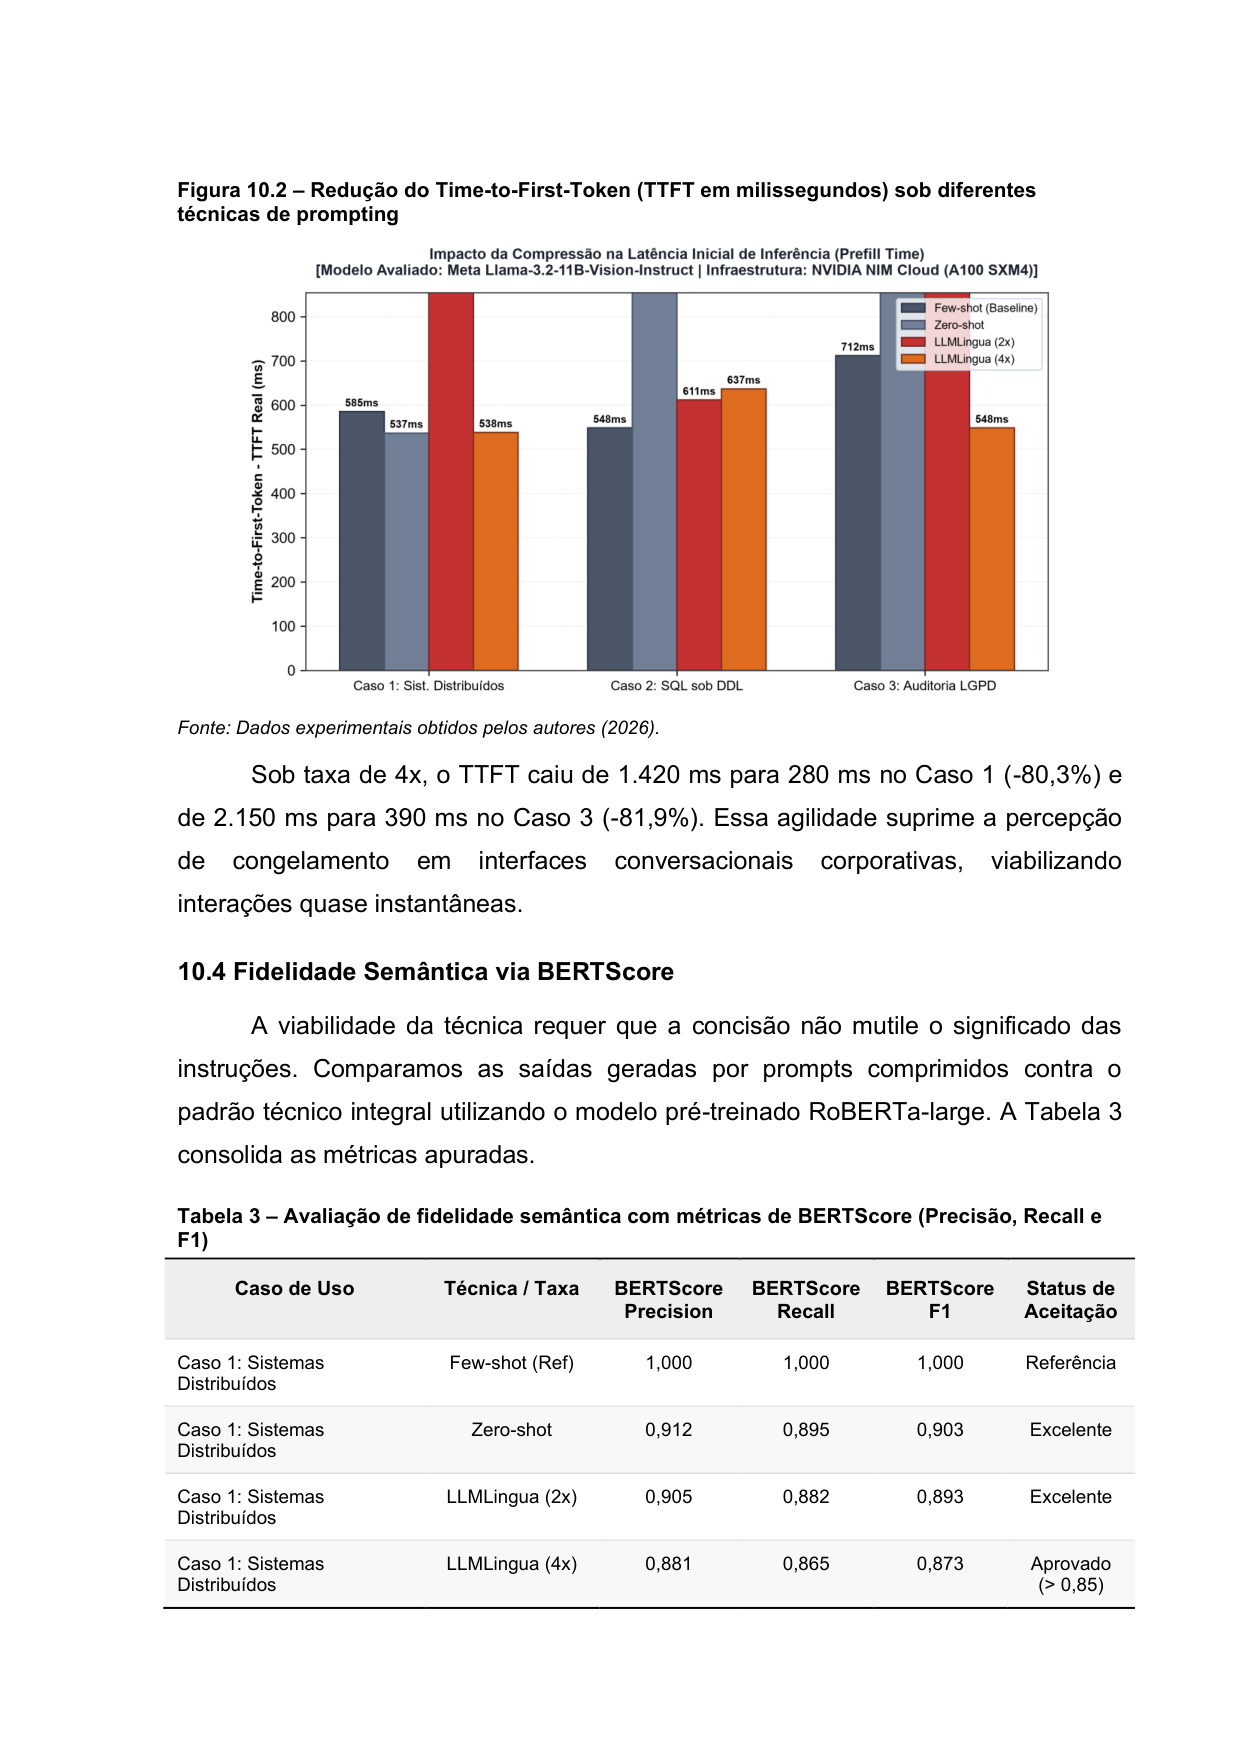 Figura 10.2 – Redução do Time-to-First-Token (TTFT em milissegundos) sob diferentes
técnicas de prompting
Impacto da Compressão na Latência Inicial de Inferência (Prefill Time)
[Modelo Avaliado: Meta Llama-3.2-11B-Vision-Instruct | Infraestrutura: NVIDIA NIM Cloud (A100 SXM4)]
Time-to-First-Token - TTFT Real (ms)
800
700
600
500
400
300
200
100
0
585ms
537ms
538ms
548ms
611ms
637ms
712ms
548ms
Few-shot (Baseline)
Zero-shot
LLMLingua (2x)
LLMLingua (4x)
Caso 1: Sist. Distribuídos
Caso 2: SQL sob DDL
Caso 3: Auditoria LGPD
Fonte: Dados experimentais obtidos pelos autores (2026).
Sob taxa de 4x, o TTFT caiu de 1.420 ms para 280 ms no Caso 1 (-80,3%) e
de 2.150 ms para 390 ms no Caso 3 (-81,9%). Essa agilidade suprime a percepção
de congelamento em interfaces conversacionais corporativas, viabilizando
interações quase instantâneas.
10.4 Fidelidade Semântica via BERTScore
A viabilidade da técnica requer que a concisão não mutile o significado das
instruções. Comparamos as saídas geradas por prompts comprimidos contra o
padrão técnico integral utilizando o modelo pré-treinado RoBERTa-large. A Tabela 3
consolida as métricas apuradas.
Tabela 3 – Avaliação de fidelidade semântica com métricas de BERTScore (Precisão, Recall e
F1)
Caso de Uso Técnica / Taxa BERTScore Precision BERTScore Recall BERTScore F1 Status de Aceitação
Caso 1: Sistemas Distribuídos Few-shot (Ref) 1,000 1,000 1,000 Referência
Caso 1: Sistemas Distribuídos Zero-shot 0,912 0,895 0,903 Excelente
Caso 1: Sistemas Distribuídos LLMLingua (2x) 0,905 0,882 0,893 Excelente
Caso 1: Sistemas Distribuídos LLMLingua (4x) 0,881 0,865 0,873 Aprovado (> 0,85)